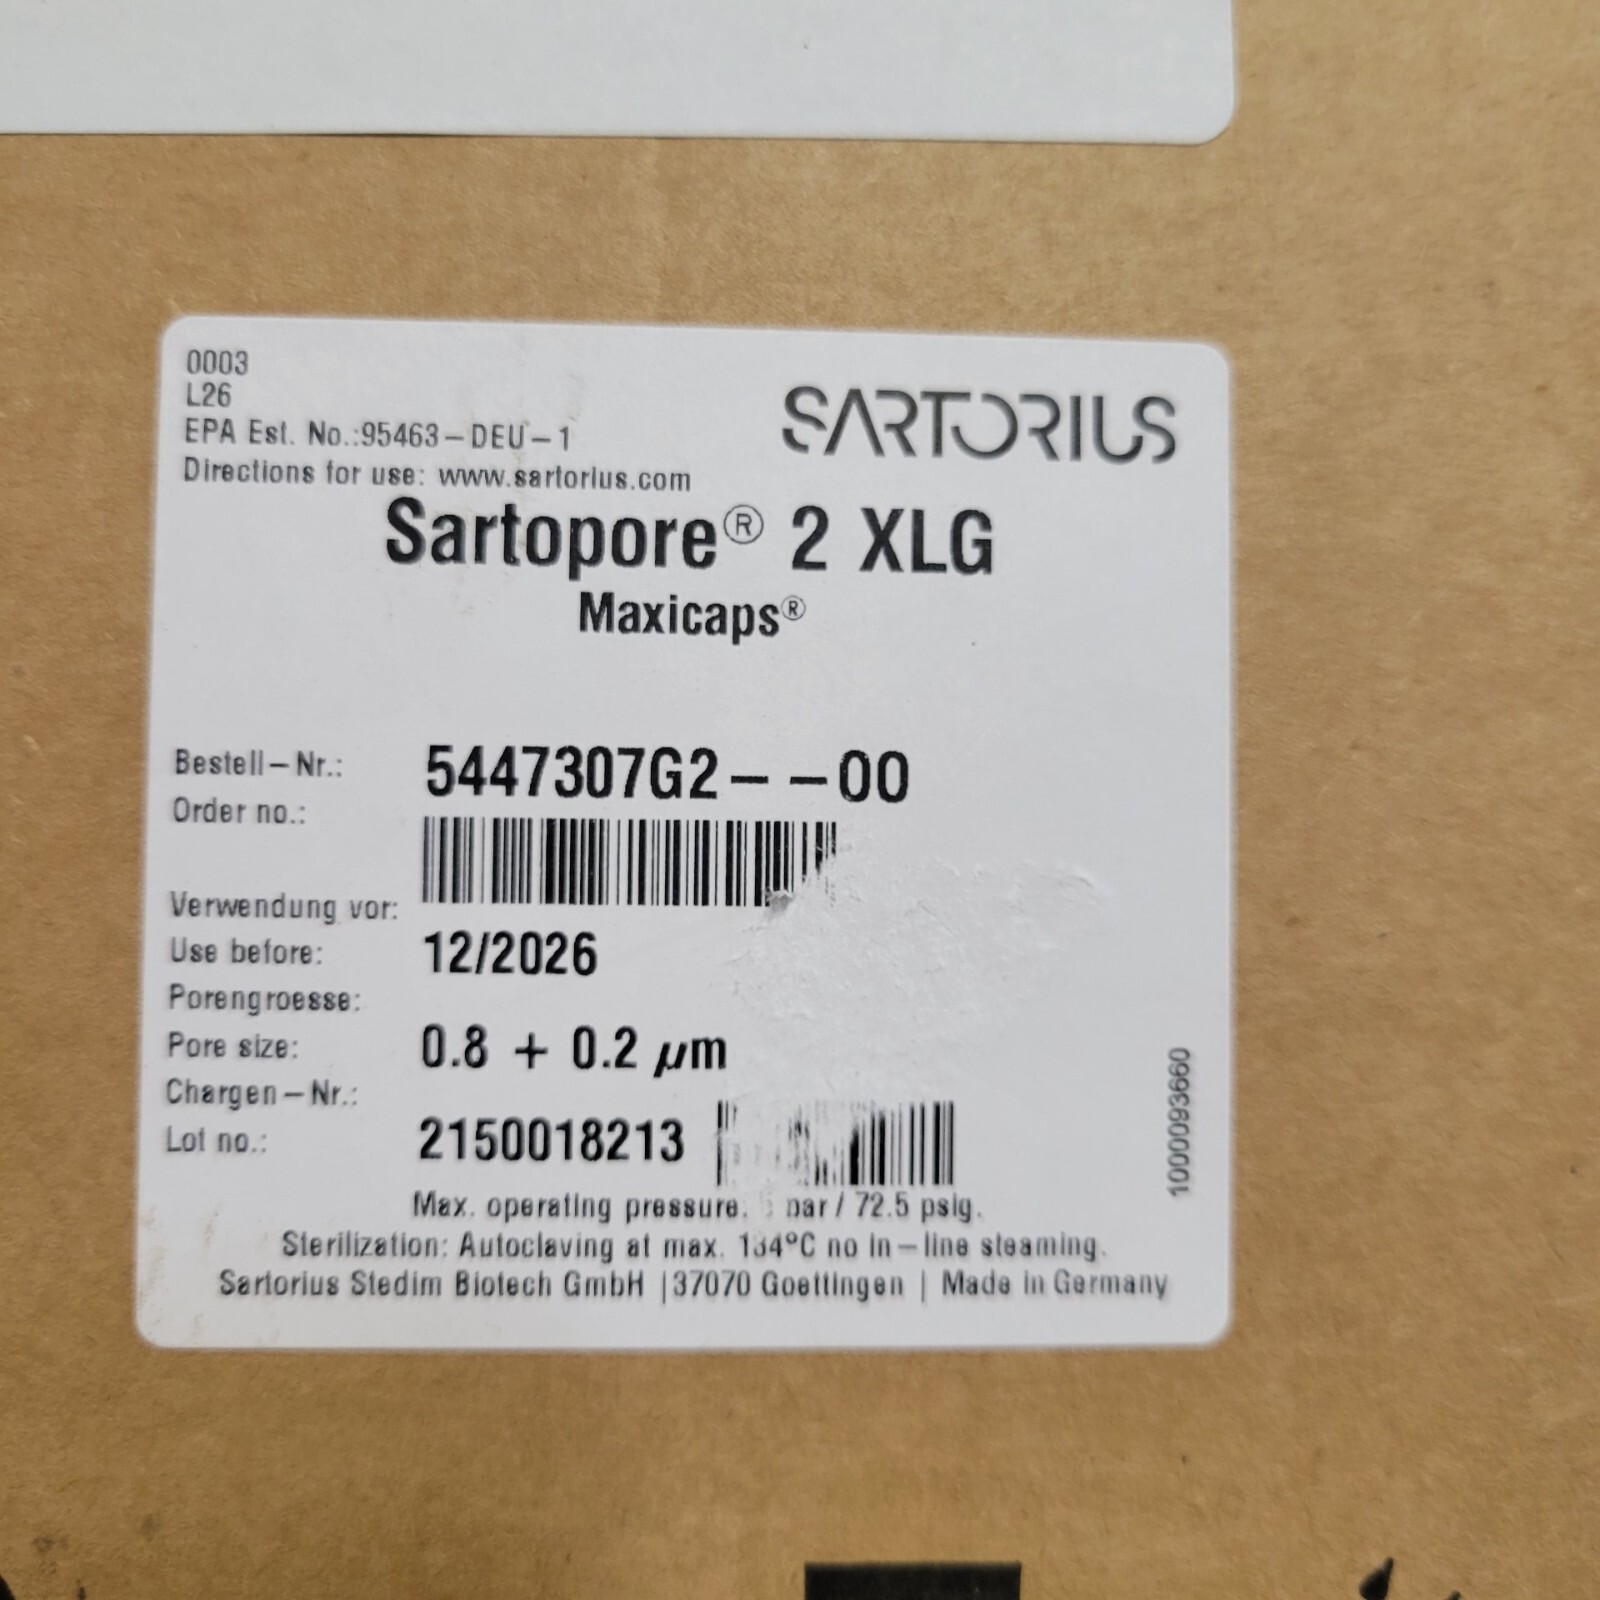 0003
L26
EPA Est. No.:95463-DEU-1
Directions for use: www.sartorius.com
SARTORIUS
Sartopore® 2 XLG
Maxicaps®
Bestell-Nr.: 5447307G2--00
Order no.:
Verwendung vor:
Use before: 12/2026
Porengroesse:
Pore size: 0.8 + 0.2 µm
Chargen-Nr.:
Lot no.: 2150018213
1000093660
Max. operating pressure. bar / 72.5 psig.
Sterilization: Autoclaving at max. 134°C no in-line steaming.
Sartorius Stedim Biotech GmbH | 37070 Goettingen | Made in Germany